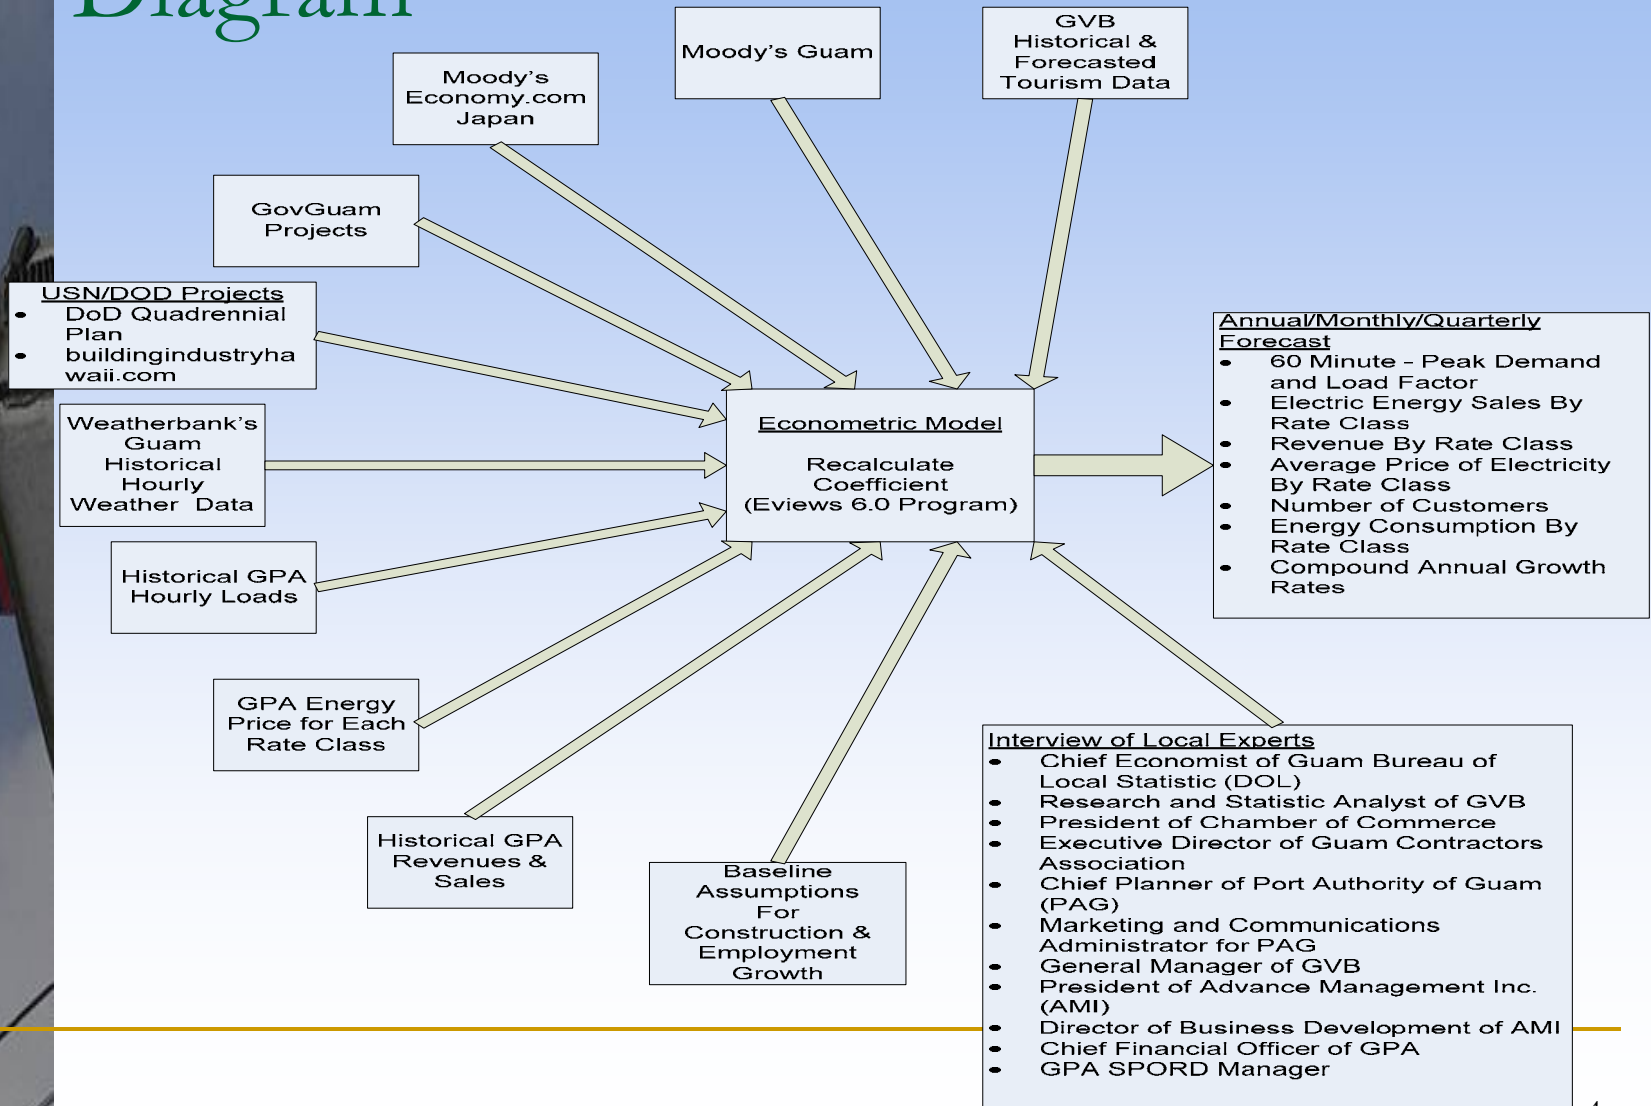 Diagram
Moody's Guam
GVB
Historical &
Forecasted
Tourism Data
Moody's
Economy.com
Japan
GovGuam
Projects
USN/DOD Projects
• DoD Quadrennial
Plan
• buildingindustryha
waii.com
Weatherbank's
Guam
Historical
Hourly
Weather Data
Historical GPA
Hourly Loads
GPA Energy
Price for Each
Rate Class
Historical GPA
Revenues &
Sales
Baseline
Assumptions
For
Construction &
Employment
Growth
Econometric Model
Recalculate
Coefficient
(Eviews 6.0 Program)
Annual/Monthly/Quarterly
Forecast
• 60 Minute - Peak Demand
and Load Factor
• Electric Energy Sales By
Rate Class
• Revenue By Rate Class
• Average Price of Electricity
By Rate Class
• Number of Customers
• Energy Consumption By
Rate Class
• Compound Annual Growth
Rates
Interview of Local Experts
• Chief Economist of Guam Bureau of
Local Statistic (DOL)
• Research and Statistic Analyst of GVB
• President of Chamber of Commerce
• Executive Director of Guam Contractors
Association
• Chief Planner of Port Authority of Guam
(PAG)
• Marketing and Communications
Administrator for PAG
• General Manager of GVB
• President of Advance Management Inc.
(AMI)
• Director of Business Development of AMI
• Chief Financial Officer of GPA
• GPA SPORD Manager